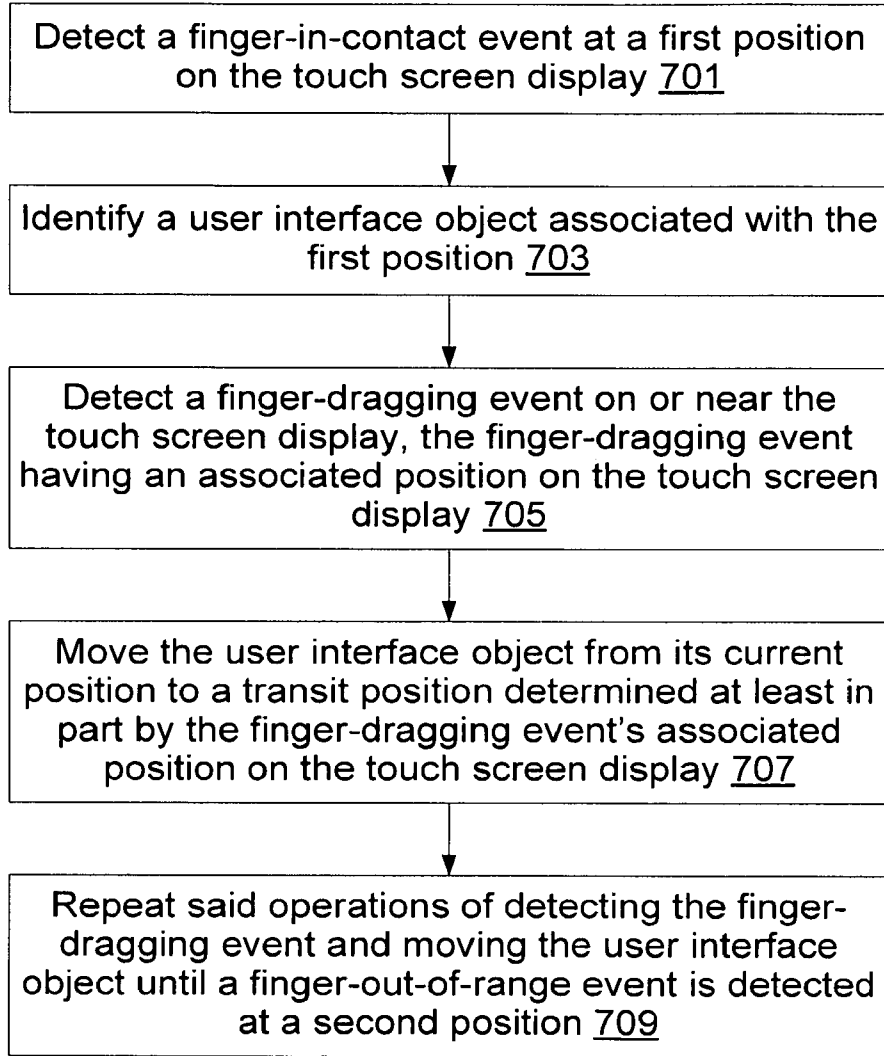 Detect a finger-in-contact event at a first position
on the touch screen display 701
Identify a user interface object associated with the
first position 703
Detect a finger-dragging event on or near the
touch screen display, the finger-dragging event
having an associated position on the touch screen
display 705
Move the user interface object from its current
position to a transit position determined at least in
part by the finger-dragging event's associated
position on the touch screen display 707
Repeat said operations of detecting the finger-
dragging event and moving the user interface
object until a finger-out-of-range event is detected
at a second position 709